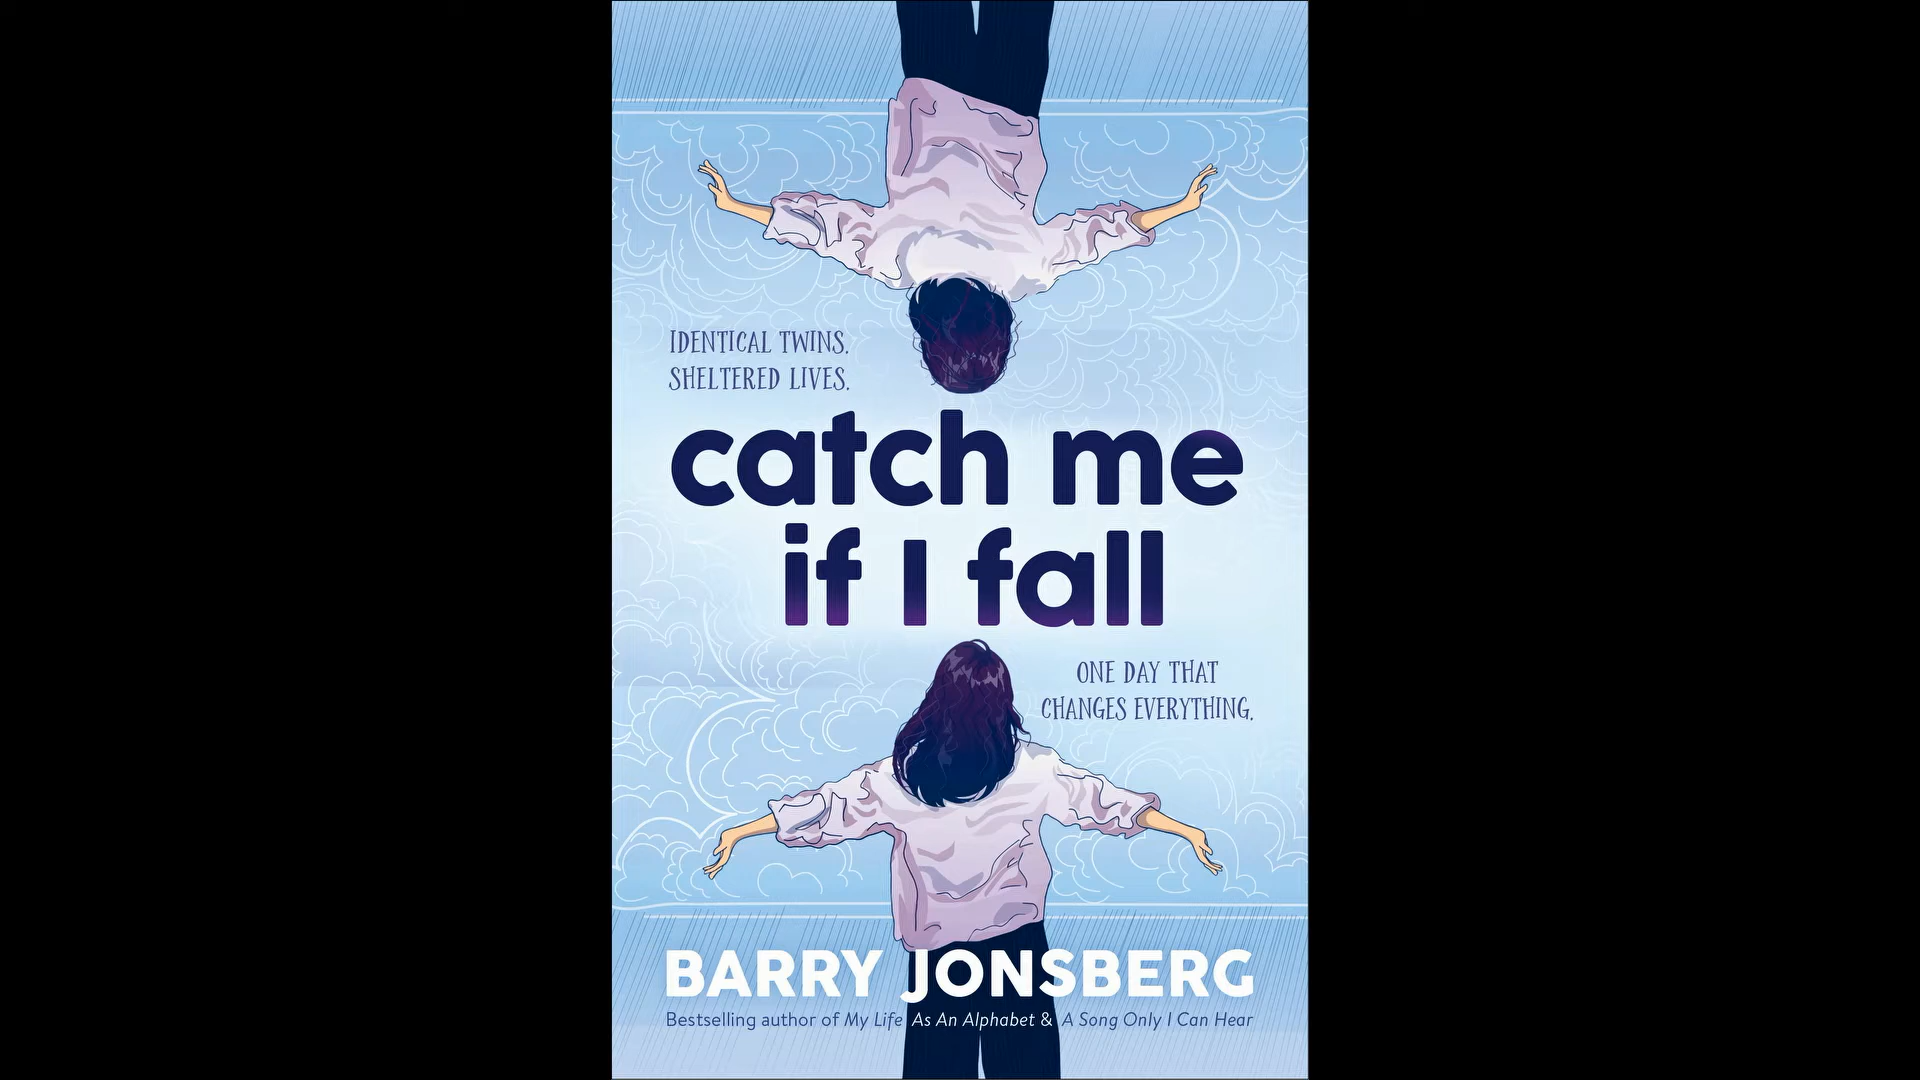 IDENTICAL TWINS.
SHELTERED LIVES.
catch me
if I fall
ONE DAY THAT
CHANGES EVERYTHING.
BARRY JONSBERG
Bestselling author of My Life As An Alphabet & A Song Only I Can Hear